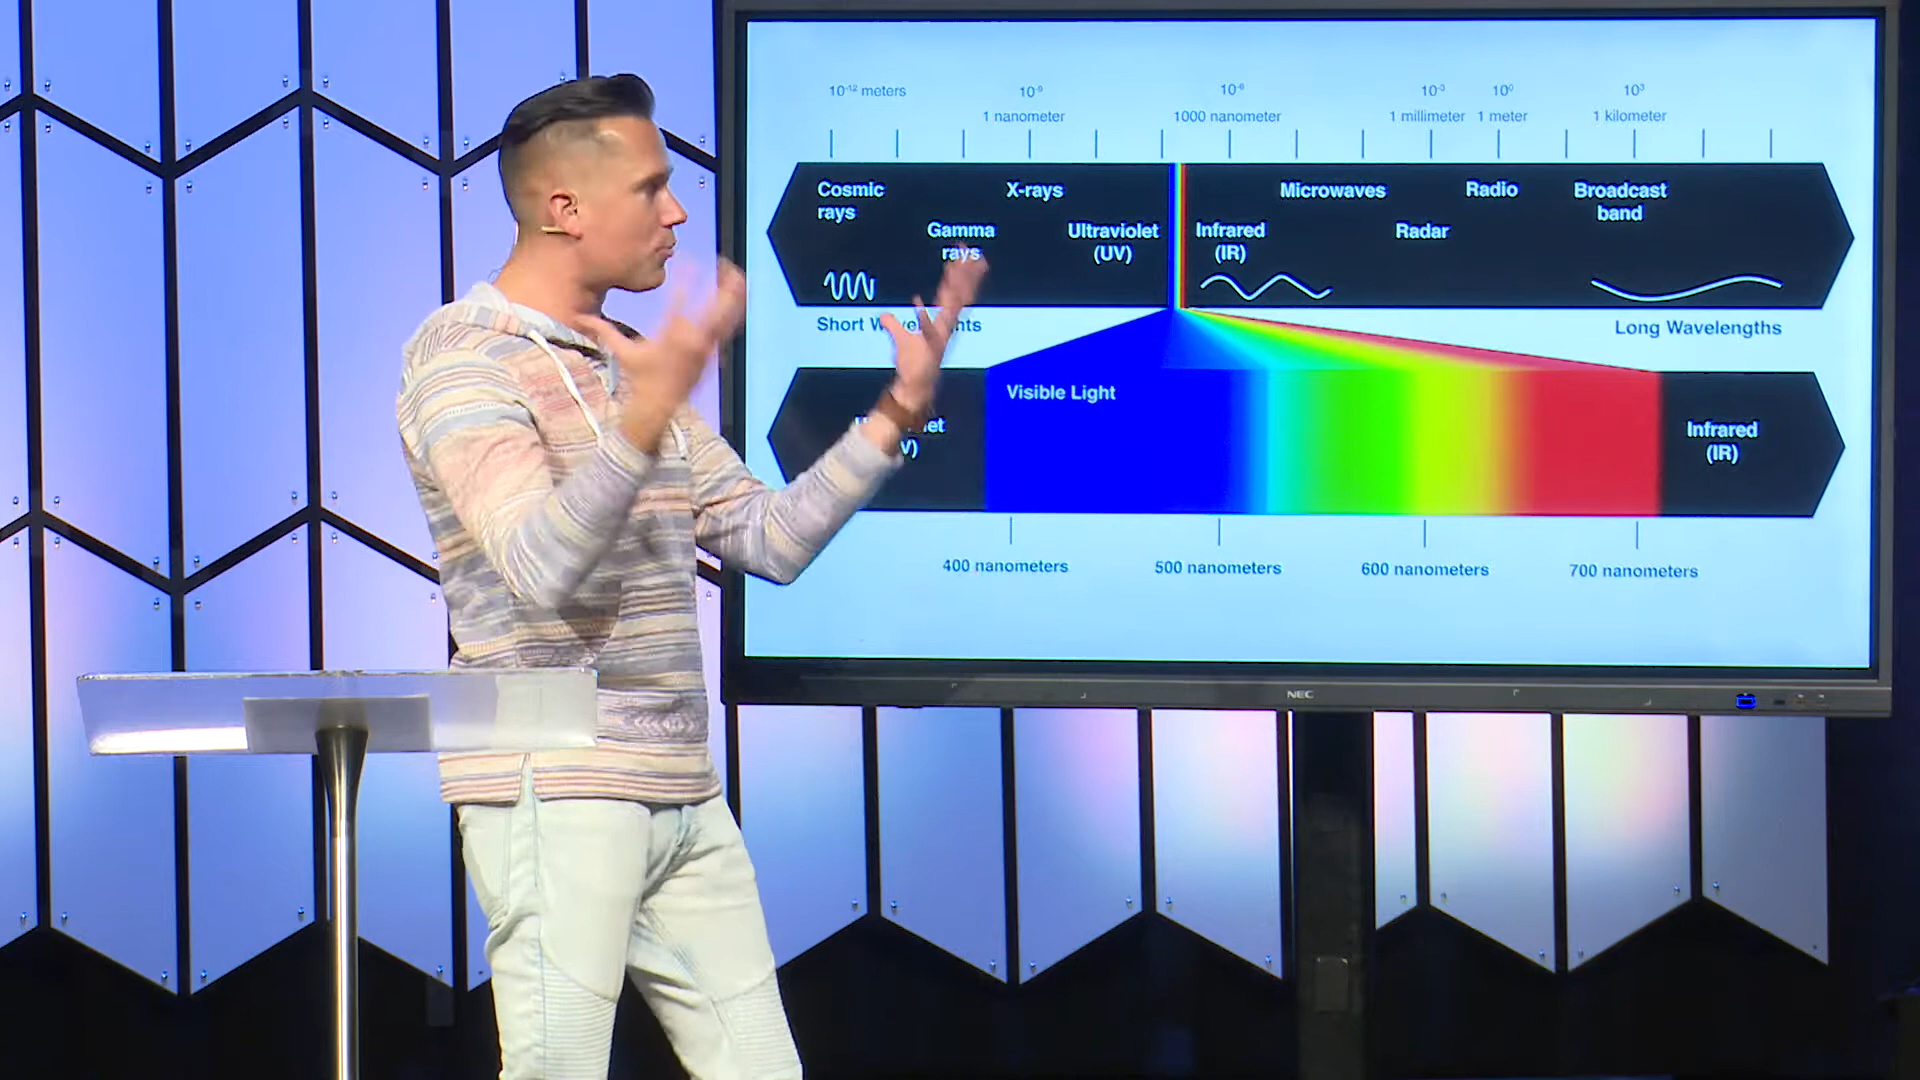 10⁻¹² meters 10⁻⁹ 10⁻⁶ 10⁻³ 10⁰ 10³
1 nanometer 1000 nanometer 1 millimeter 1 meter 1 kilometer
Cosmic
rays
X-rays
Microwaves
Radio
Broadcast
band
Gamma
rays
Ultraviolet
(UV)
Infrared
(IR)
Radar
Short
Long Wavelengths
Visible Light
Infrared
(IR)
400 nanometers 500 nanometers 600 nanometers 700 nanometers
NEC